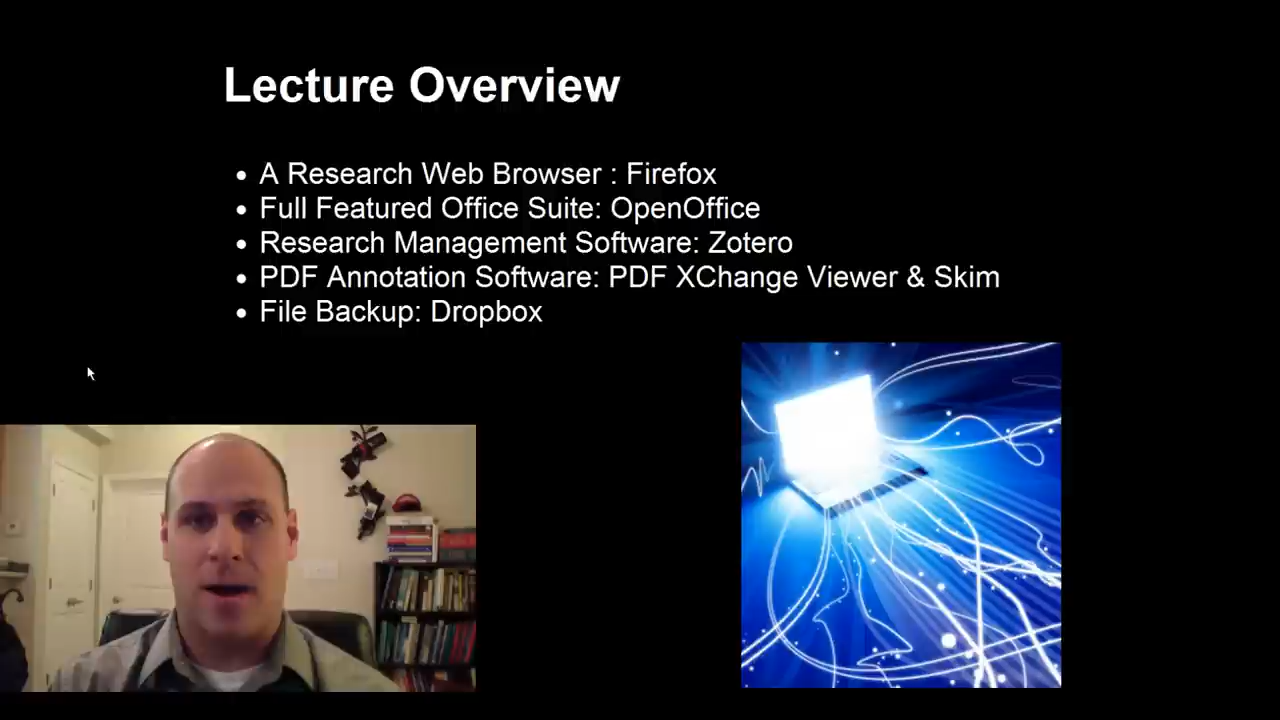 Lecture Overview
A Research Web Browser : Firefox
Full Featured Office Suite: OpenOffice
Research Management Software: Zotero
PDF Annotation Software: PDF XChange Viewer & Skim
File Backup: Dropbox